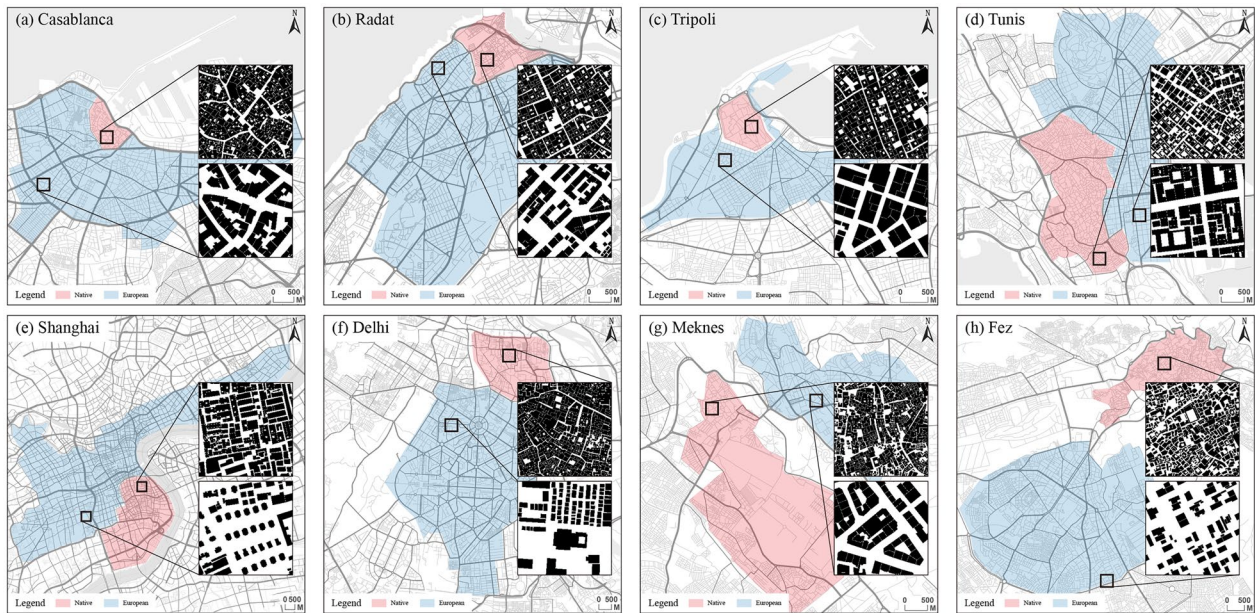 (a) Casablanca
N
Legend Native European
0 500
M
(b) Radat
N
Legend Native European
0 500
M
(c) Tripoli
N
Legend Native European
0 500
M
(d) Tunis
N
Legend Native European
0 500
M
(e) Shanghai
N
Legend Native European
0 500
M
(f) Delhi
N
Legend Native European
0 500
M
(g) Meknes
N
Legend Native European
0 500
M
(h) Fez
N
Legend Native European
0 500
M